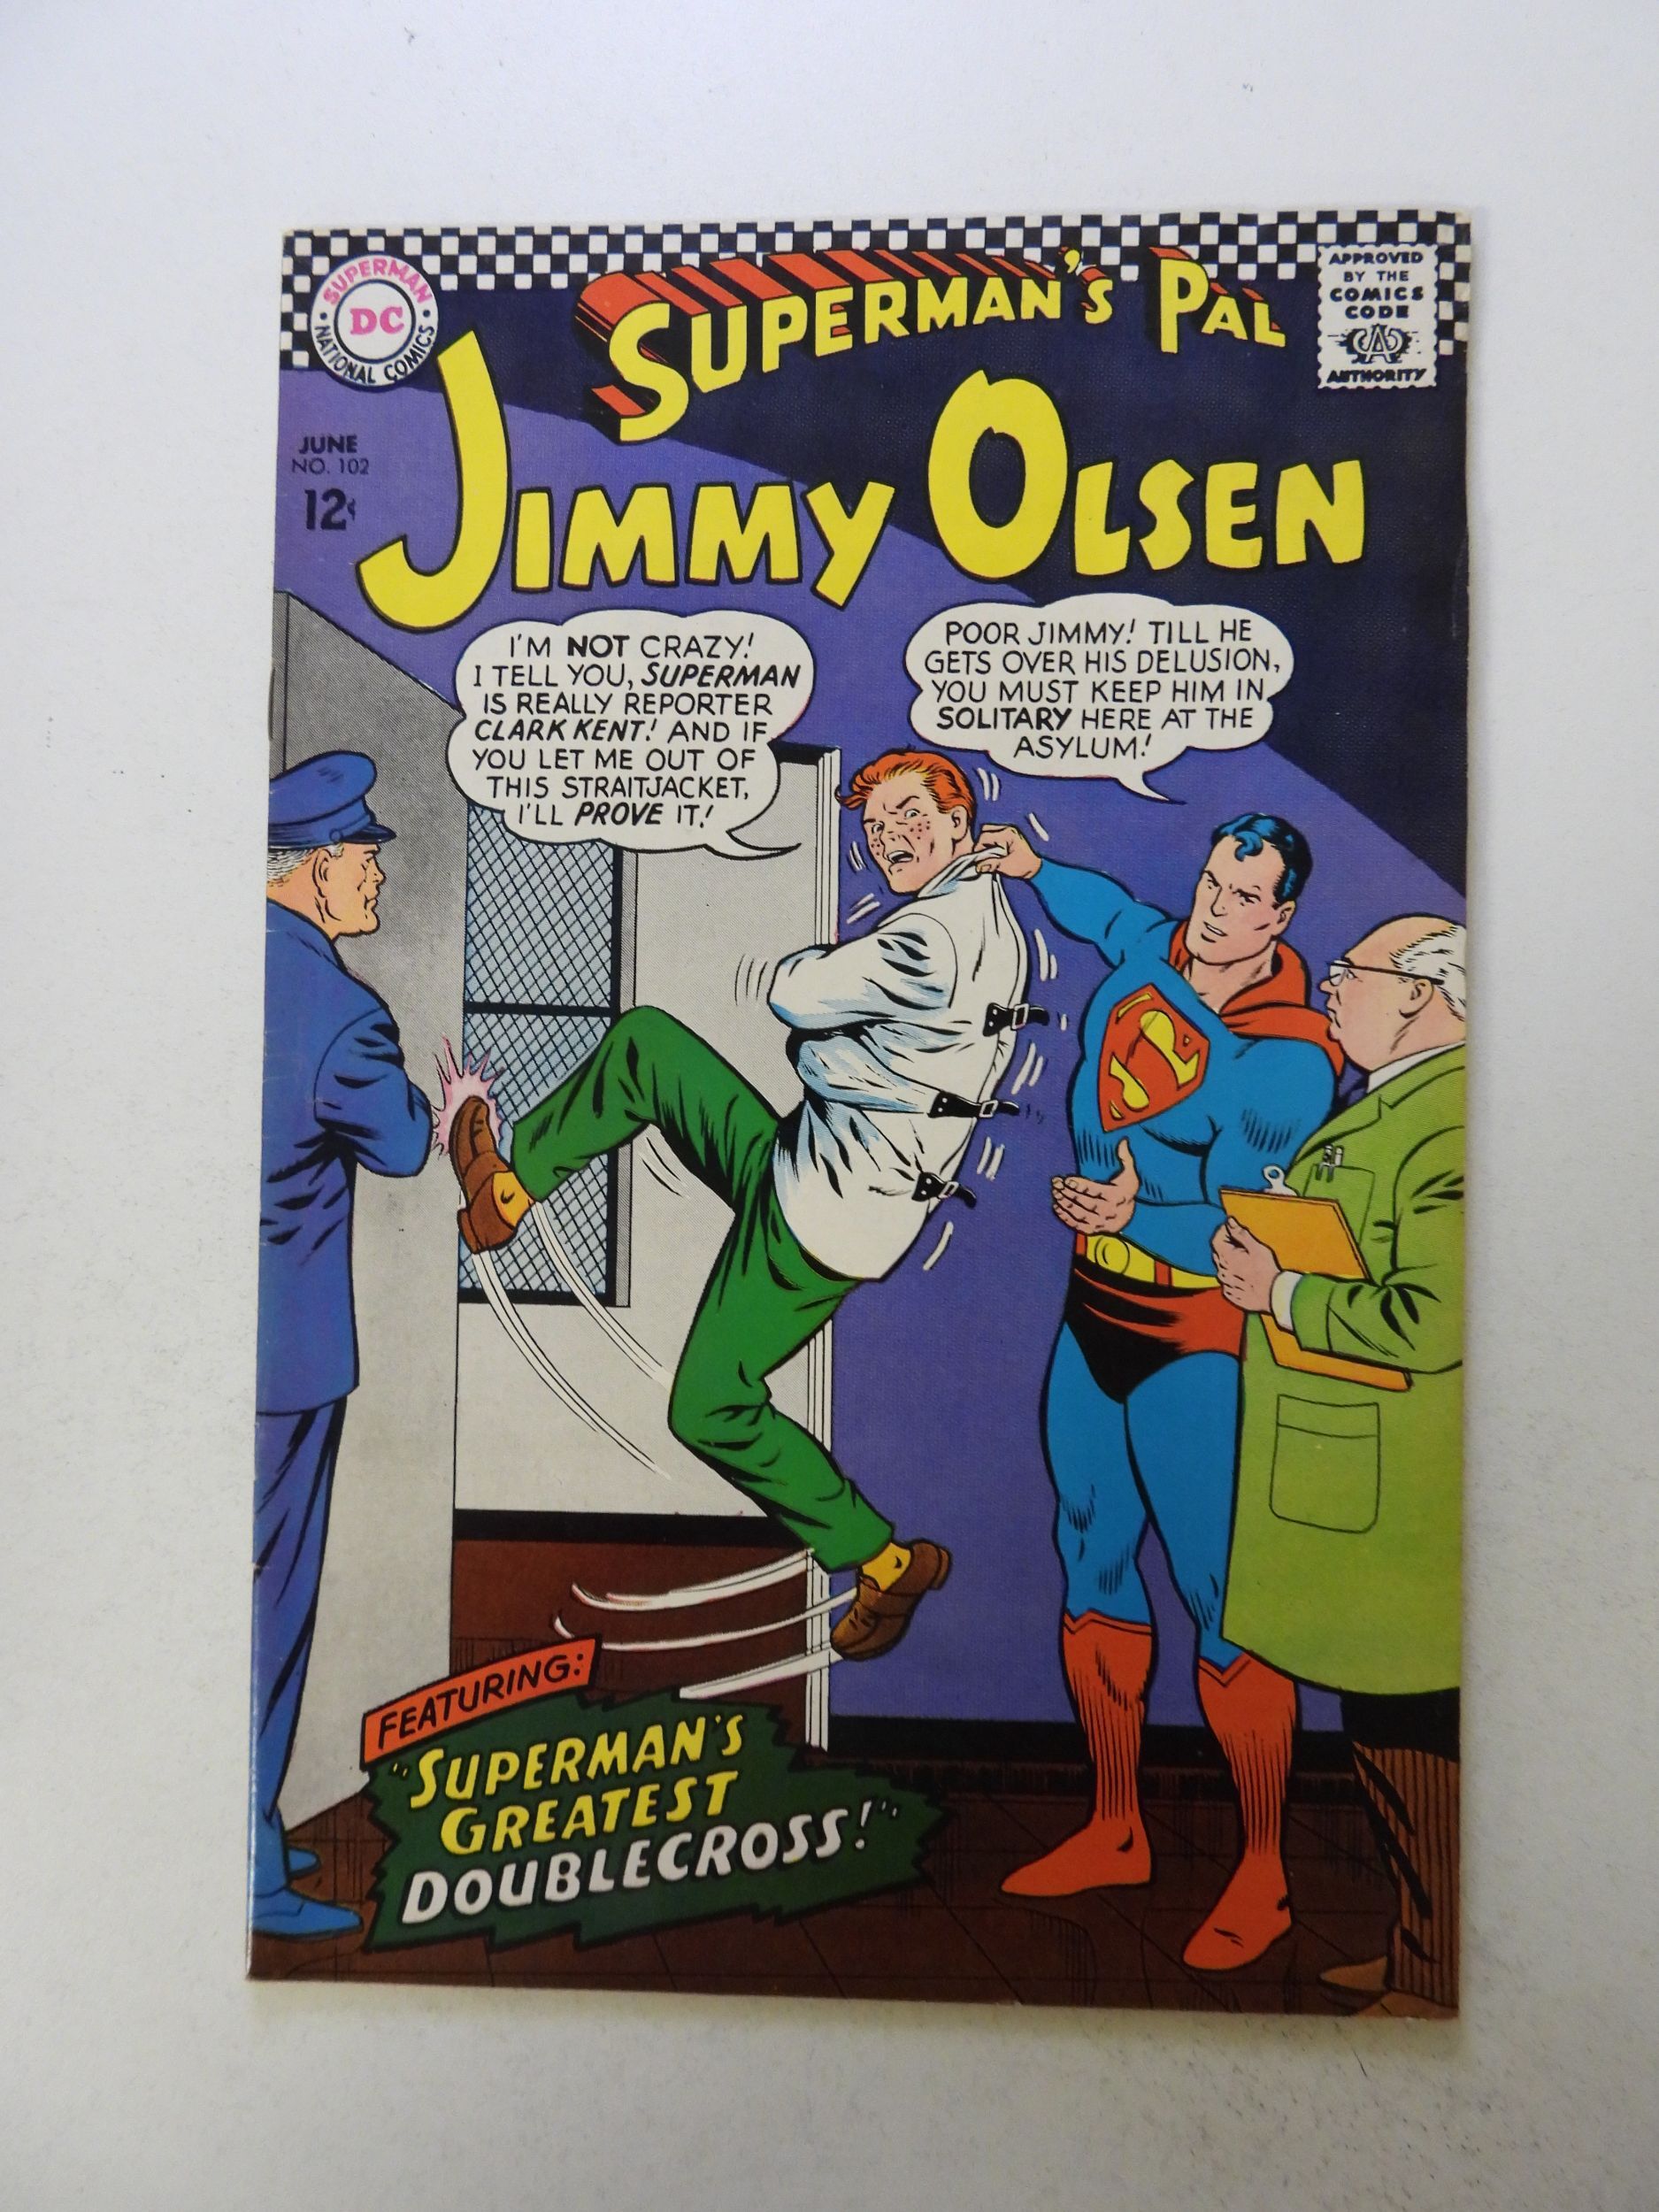 SUPERMAN
DC
NATIONAL COMICS
SUPERMAN'S PAL
JIMMY OLSEN
APPROVED
BY THE
COMICS
CODE
CA
AUTHORITY
JUNE
NO. 102
12¢
I'M NOT CRAZY!
I TELL YOU, SUPERMAN
IS REALLY REPORTER
CLARK KENT! AND IF
YOU LET ME OUT OF
THIS STRAITJACKET,
I'LL PROVE IT!
POOR JIMMY! TILL HE
GETS OVER HIS DELUSION,
YOU MUST KEEP HIM IN
SOLITARY HERE AT THE
ASYLUM!
S
FEATURING:
"SUPERMAN'S
GREATEST
DOUBLECROSS!"